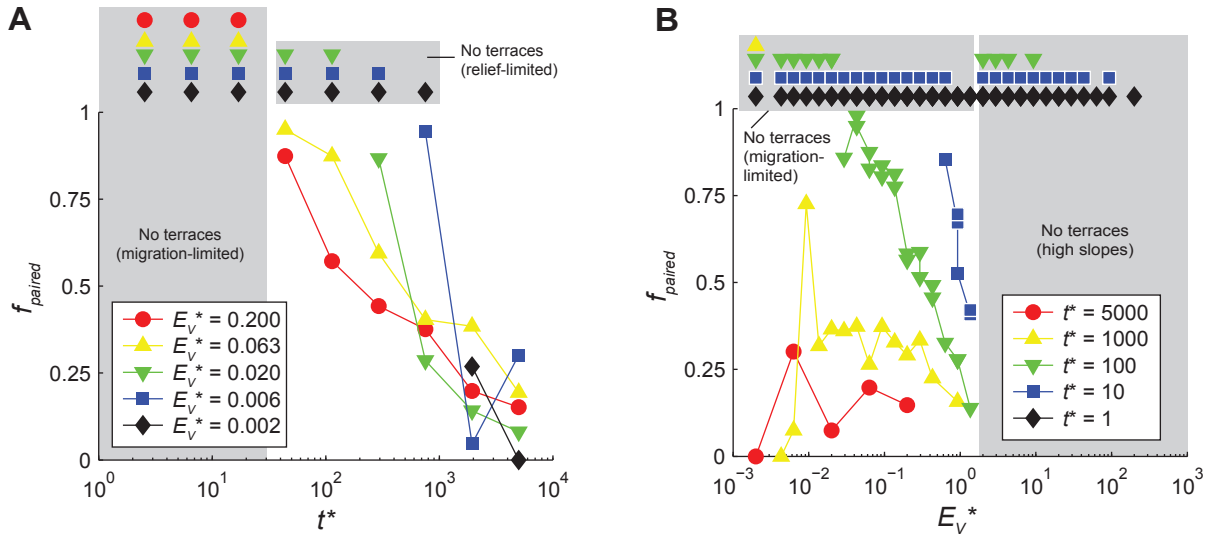 A
No terraces
(relief-limited)
1
0.75
0.5
0.25
0
f_paired
No terraces
(migration-limited)
E_V* = 0.200
E_V* = 0.063
E_V* = 0.020
E_V* = 0.006
E_V* = 0.002
10^0
10^1
10^2
10^3
10^4
t*
B
1
0.75
0.5
0.25
0
f_paired
No terraces
(migration-
limited)
No terraces
(high slopes)
t* = 5000
t* = 1000
t* = 100
t* = 10
t* = 1
10^−3
10^−2
10^−1
10^0
10^1
10^2
10^3
E_V*